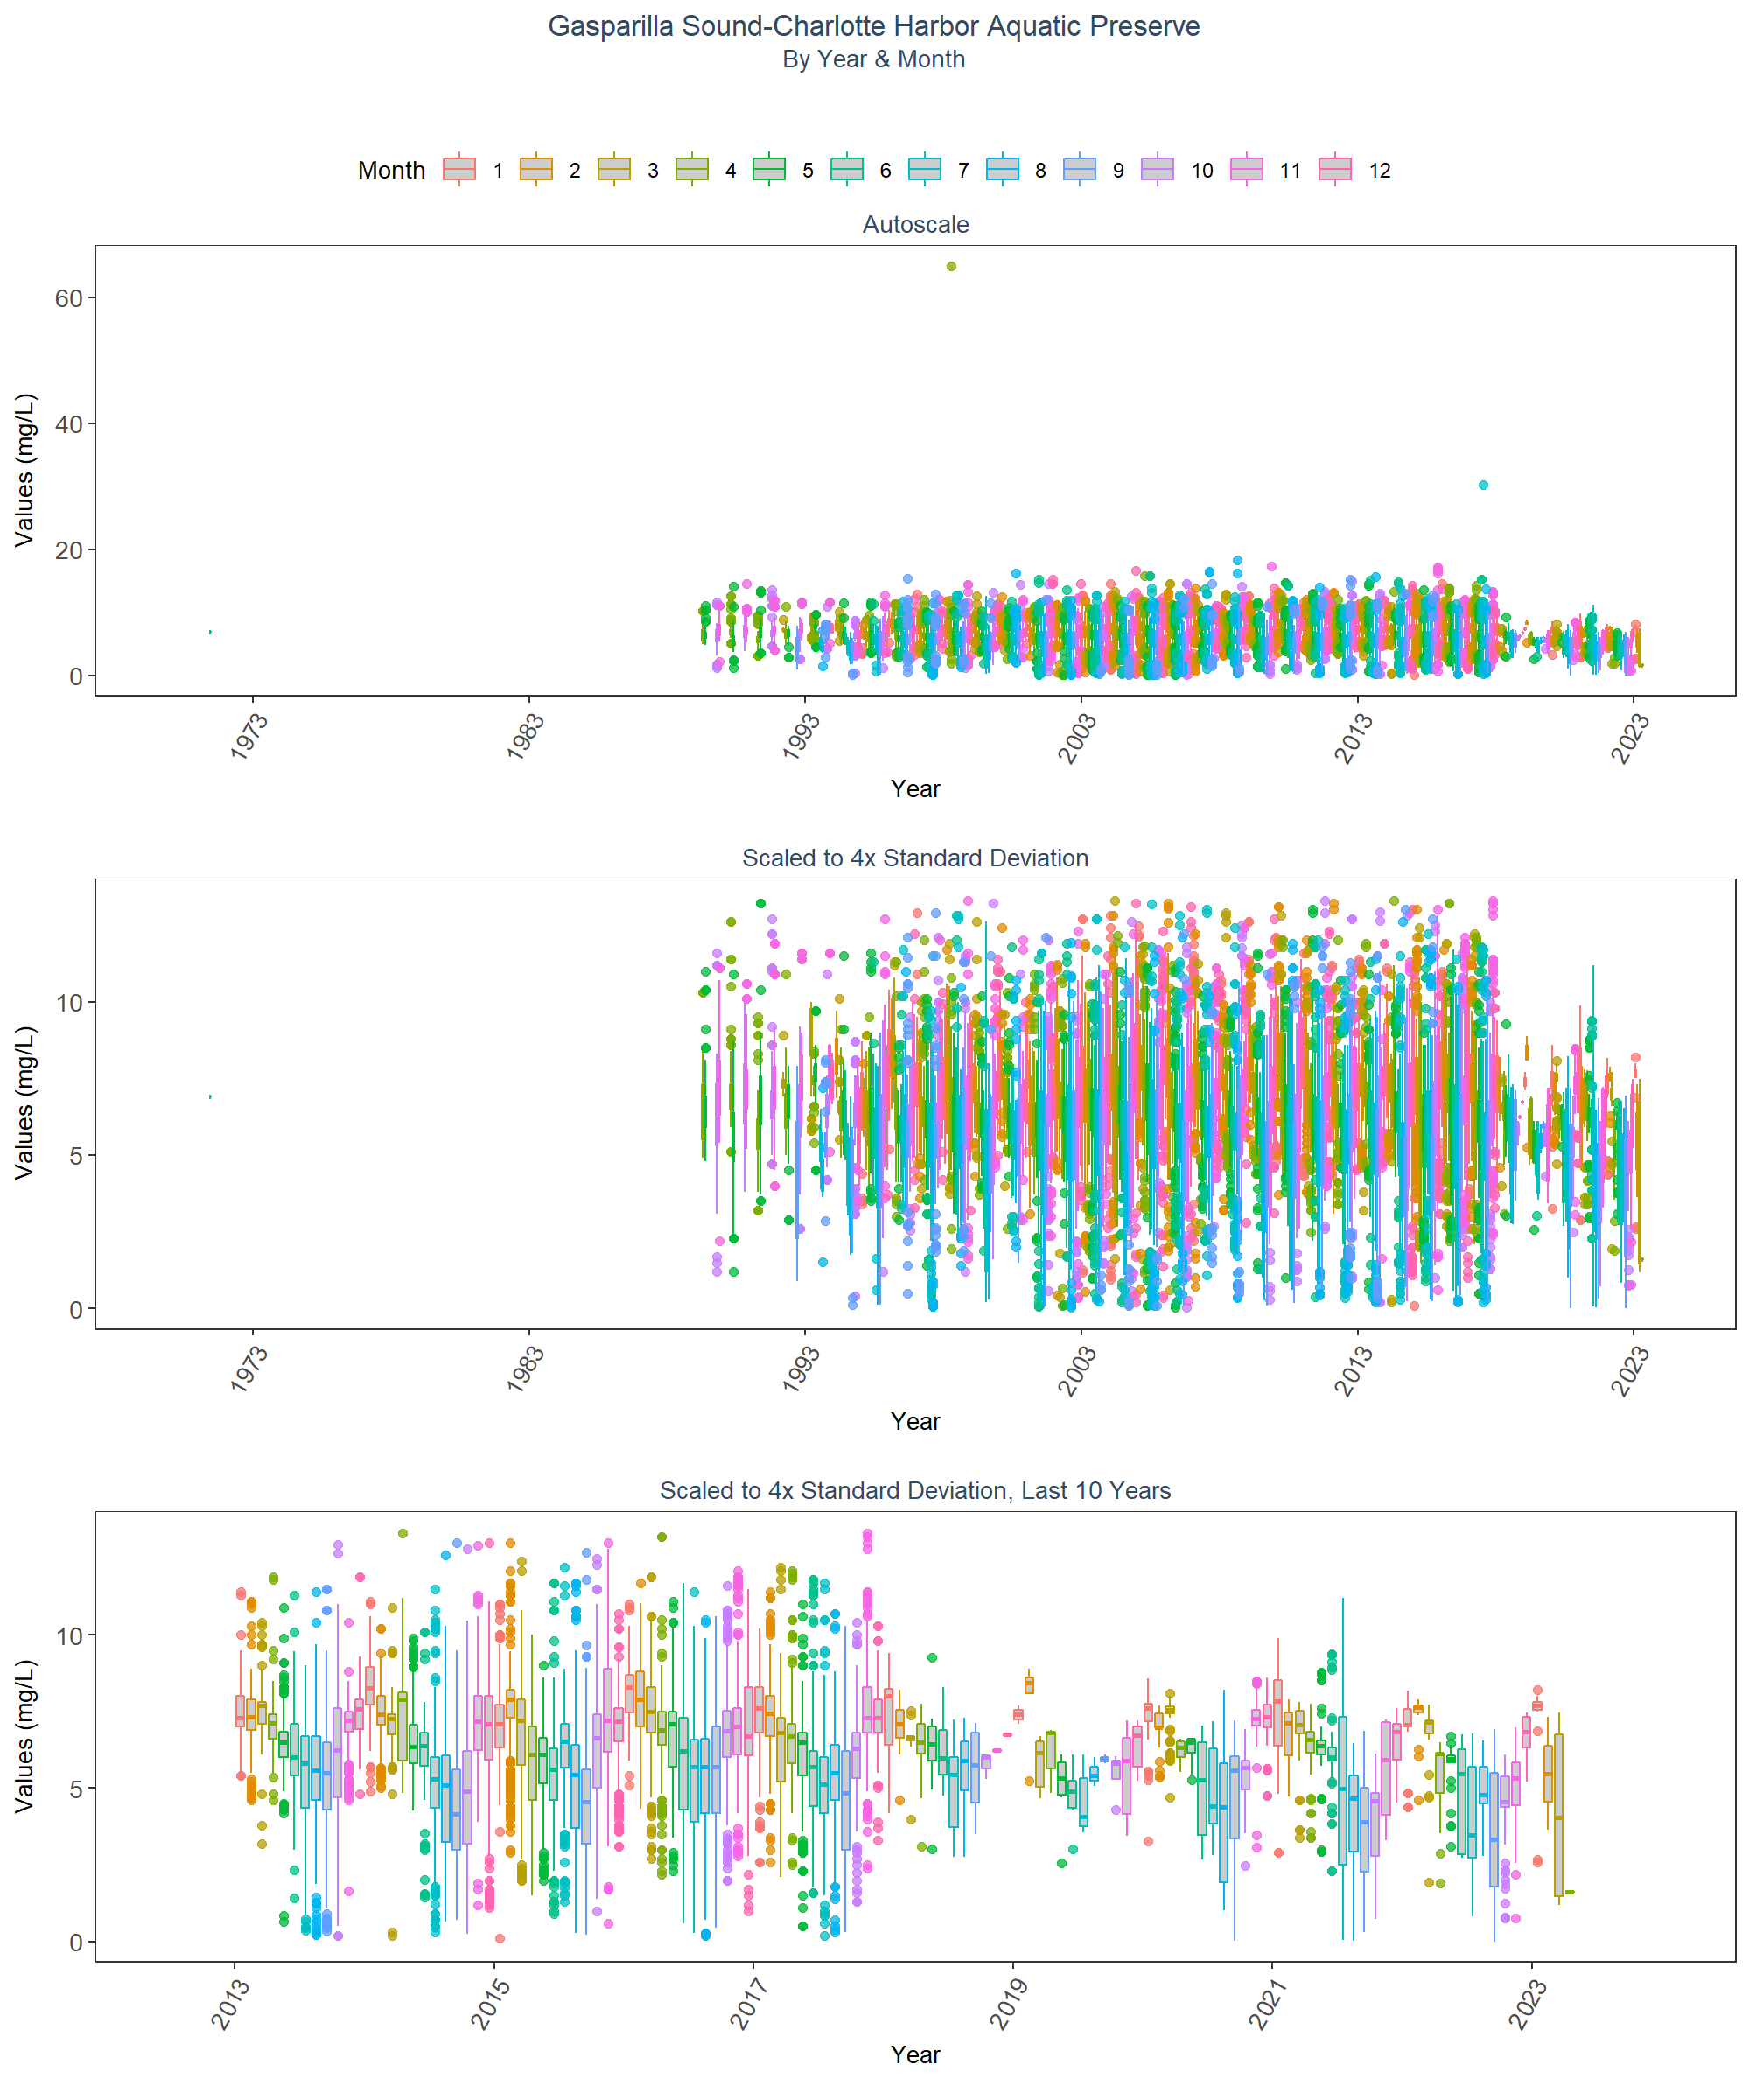 Gasparilla Sound-Charlotte Harbor Aquatic Preserve
By Year & Month
Month 1 2 3 4 5 6 7 8 9 10 11 12
Autoscale
Values (mg/L)
60
40
20
0
1973 1983 1993 2003 2013 2023
Year
Scaled to 4x Standard Deviation
Values (mg/L)
10
5
0
1973 1983 1993 2003 2013 2023
Year
Scaled to 4x Standard Deviation, Last 10 Years
Values (mg/L)
10
5
0
2013 2015 2017 2019 2021 2023
Year